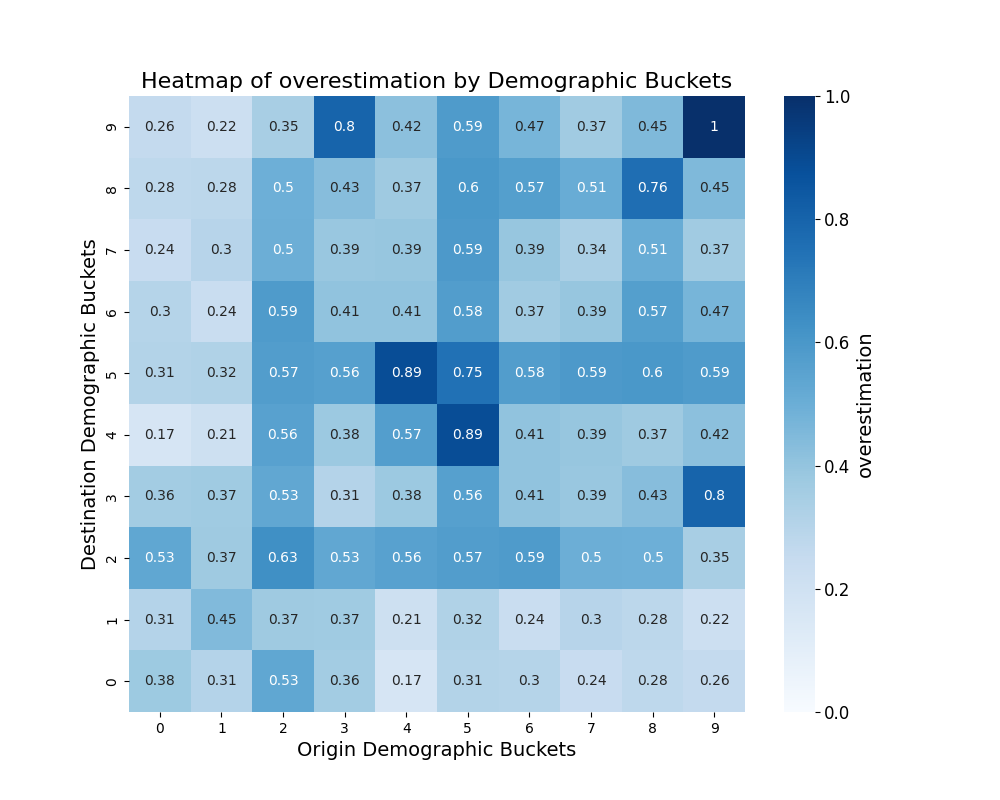 Heatmap of overestimation by Demographic Buckets
9 0.26 0.22 0.35 0.8 0.42 0.59 0.47 0.37 0.45 1
8 0.28 0.28 0.5 0.43 0.37 0.6 0.57 0.51 0.76 0.45
7 0.24 0.3 0.5 0.39 0.39 0.59 0.39 0.34 0.51 0.37
6 0.3 0.24 0.59 0.41 0.41 0.58 0.37 0.39 0.57 0.47
5 0.31 0.32 0.57 0.56 0.89 0.75 0.58 0.59 0.6 0.59
4 0.17 0.21 0.56 0.38 0.57 0.89 0.41 0.39 0.37 0.42
3 0.36 0.37 0.53 0.31 0.38 0.56 0.41 0.39 0.43 0.8
2 0.53 0.37 0.63 0.53 0.56 0.57 0.59 0.5 0.5 0.35
1 0.31 0.45 0.37 0.37 0.21 0.32 0.24 0.3 0.28 0.22
0 0.38 0.31 0.53 0.36 0.17 0.31 0.3 0.24 0.28 0.26
0 1 2 3 4 5 6 7 8 9
Origin Demographic Buckets
Destination Demographic Buckets
1.0
0.8
0.6
0.4
0.2
0.0
overestimation